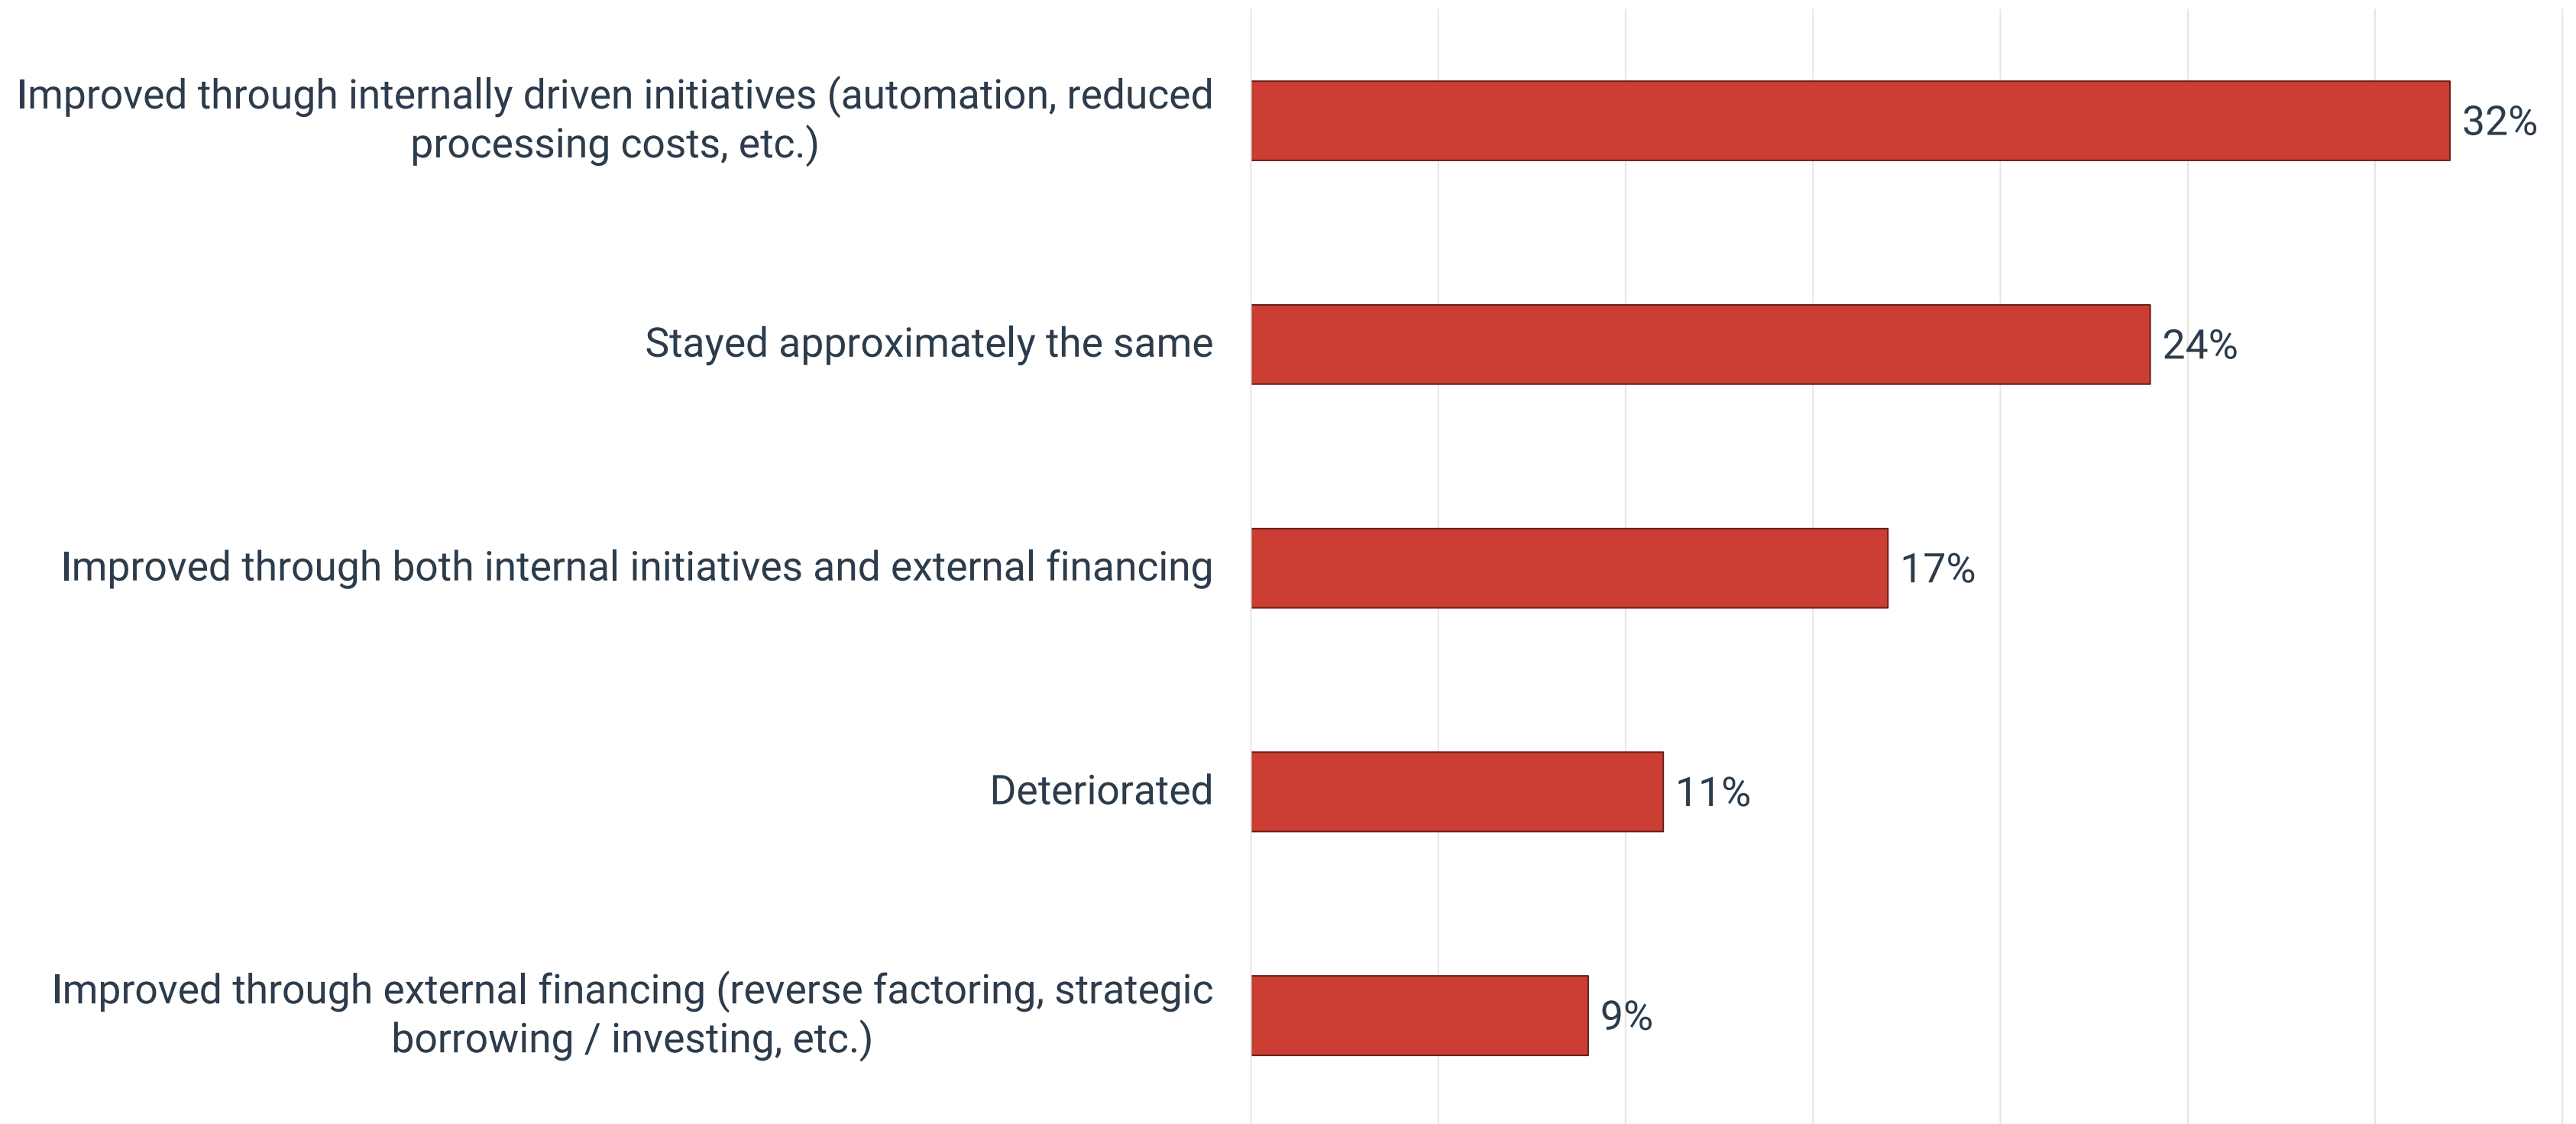 Improved through internally driven initiatives (automation, reduced
processing costs, etc.)
32%
Stayed approximately the same
24%
Improved through both internal initiatives and external financing
17%
Deteriorated
11%
Improved through external financing (reverse factoring, strategic
borrowing / investing, etc.)
9%